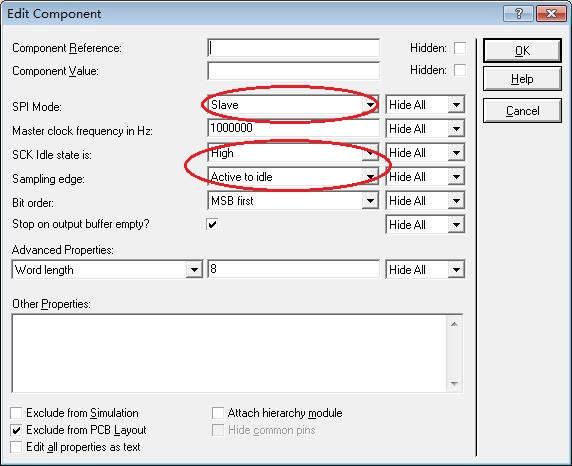 Edit Component
Component Reference:
Hidden:
OK
Component Value:
Hidden:
Help
SPI Mode:
Slave
Hide All
Cancel
Master clock frequency in Hz:
1000000
Hide All
SCK Idle state is:
High
Hide All
Sampling edge:
Active to idle
Hide All
Bit order:
MSB first
Hide All
Stop on output buffer empty?
Hide All
Advanced Properties:
Word length
8
Hide All
Other Properties:
Exclude from Simulation
Attach hierarchy module
Exclude from PCB Layout
Hide common pins
Edit all properties as text